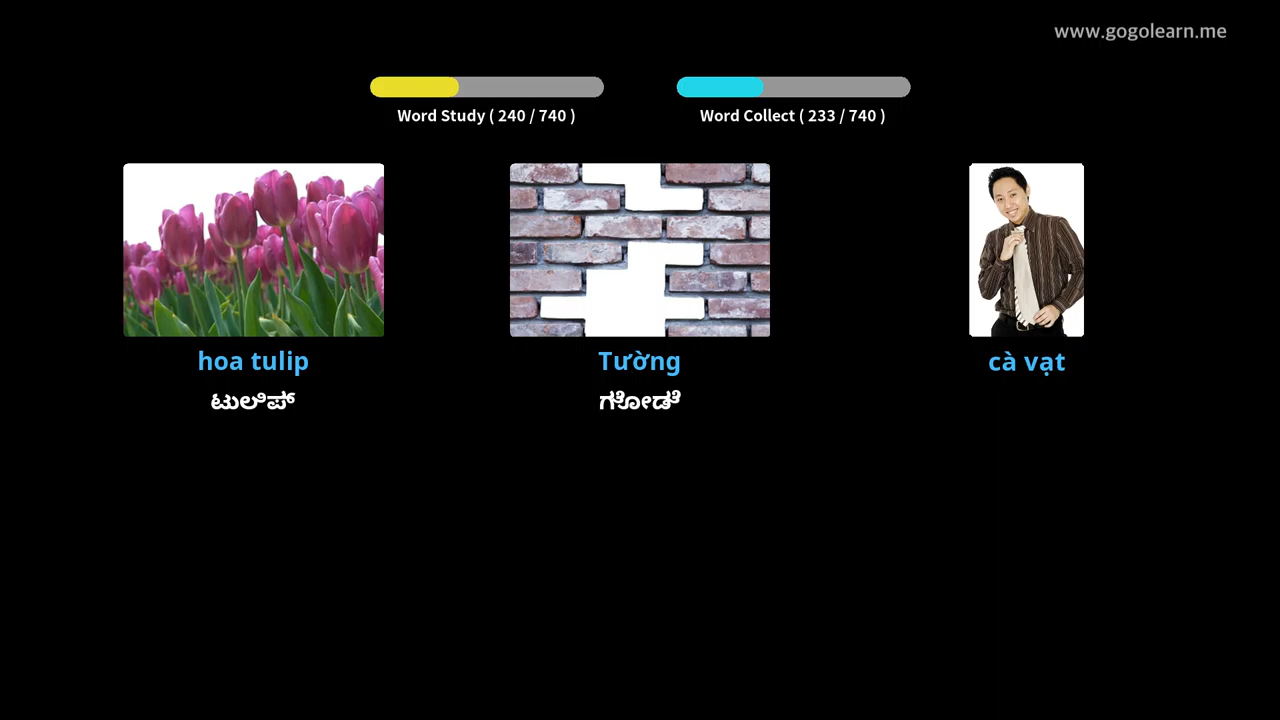 www.gogolearn.me
Word Study ( 240 / 740 )
Word Collect ( 233 / 740 )
hoa tulip
Tường
cà vạt
ಟುಲಿಪ್
ಗೋಡೆ